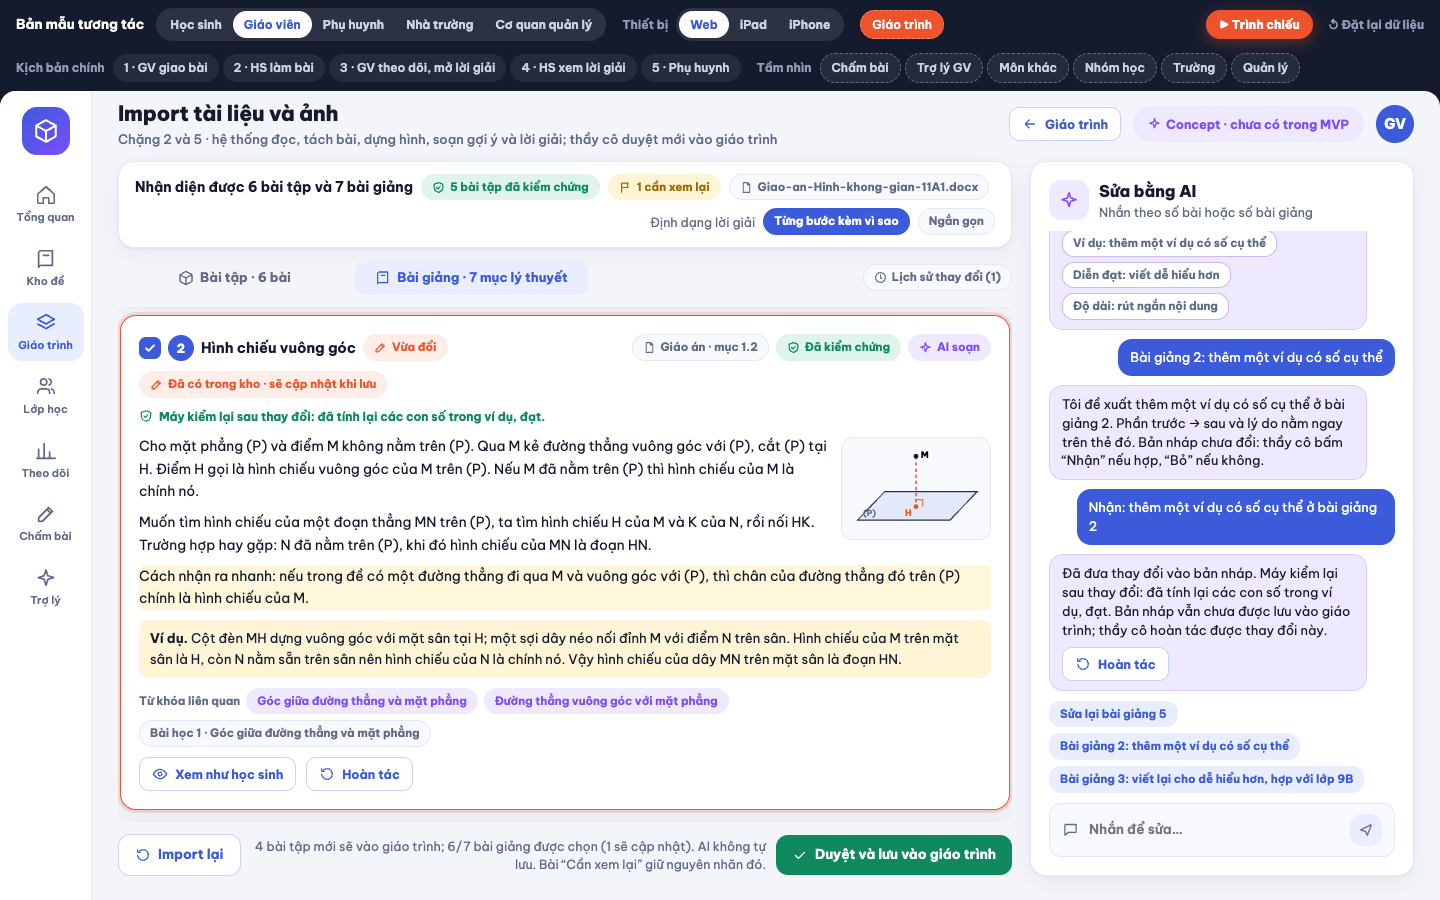 Bản mẫu tương tác
Học sinh
Giáo viên
Phụ huynh
Nhà trường
Cơ quan quản lý
Thiết bị
Web
iPad
iPhone
Giáo trình
Trình chiếu
Đặt lại dữ liệu
Kịch bản chính
1 · GV giao bài
2 · HS làm bài
3 · GV theo dõi, mở lời giải
4 · HS xem lời giải
5 · Phụ huynh
Tầm nhìn
Chấm bài
Trợ lý GV
Môn khác
Nhóm học
Trường
Quản lý
Tổng quan
Kho đề
Giáo trình
Lớp học
Theo dõi
Chấm bài
Trợ lý
Import tài liệu và ảnh
Chặng 2 và 5 · hệ thống đọc, tách bài, dựng hình, soạn gợi ý và lời giải; thầy cô duyệt mới vào giáo trình
Giáo trình
Concept · chưa có trong MVP
GV
Nhận diện được 6 bài tập và 7 bài giảng
5 bài tập đã kiểm chứng
1 cần xem lại
Giao-an-Hinh-khong-gian-11A1.docx
Định dạng lời giải
Từng bước kèm vì sao
Ngắn gọn
Bài tập · 6 bài
Bài giảng · 7 mục lý thuyết
Lịch sử thay đổi (1)
2
Hình chiếu vuông góc
Vừa đổi
Giáo án · mục 1.2
Đã kiểm chứng
AI soạn
Đã có trong kho · sẽ cập nhật khi lưu
Máy kiểm lại sau thay đổi: đã tính lại các con số trong ví dụ, đạt.
Cho mặt phẳng (P) và điểm M không nằm trên (P). Qua M kẻ đường thẳng vuông góc với (P), cắt (P) tại
H. Điểm H gọi là hình chiếu vuông góc của M trên (P). Nếu M đã nằm trên (P) thì hình chiếu của M là
chính nó.
Muốn tìm hình chiếu của một đoạn thẳng MN trên (P), ta tìm hình chiếu H của M và K của N, rồi nối HK.
Trường hợp hay gặp: N đã nằm trên (P), khi đó hình chiếu của MN là đoạn HN.
M
(P)
H
Cách nhận ra nhanh: nếu trong đề có một đường thẳng đi qua M và vuông góc với (P), thì chân của đường thẳng đó trên (P)
chính là hình chiếu của M.
Ví dụ. Cột đèn MH dựng vuông góc với mặt sân tại H; một sợi dây néo nối đỉnh M với điểm N trên sân. Hình chiếu của M trên mặt
sân là H, còn N nằm sẵn trên sân nên hình chiếu của N là chính nó. Vậy hình chiếu của dây MN trên mặt sân là đoạn HN.
Từ khóa liên quan
Góc giữa đường thẳng và mặt phẳng
Đường thẳng vuông góc với mặt phẳng
Bài học 1 · Góc giữa đường thẳng và mặt phẳng
Xem như học sinh
Hoàn tác
Import lại
4 bài tập mới sẽ vào giáo trình; 6/7 bài giảng được chọn (1 sẽ cập nhật). AI không tự
lưu. Bài “Cần xem lại” giữ nguyên nhãn đó.
Duyệt và lưu vào giáo trình
Sửa bằng AI
Nhắn theo số bài hoặc số bài giảng
Ví dụ: thêm một ví dụ có số cụ thể
Diễn đạt: viết dễ hiểu hơn
Độ dài: rút ngắn nội dung
Bài giảng 2: thêm một ví dụ có số cụ thể
Tôi đề xuất thêm một ví dụ có số cụ thể ở bài
giảng 2. Phần trước → sau và lý do nằm ngay
trên thẻ đó. Bản nháp chưa đổi: thầy cô bấm
“Nhận” nếu hợp, “Bỏ” nếu không.
Nhận: thêm một ví dụ có số cụ thể ở bài giảng
2
Đã đưa thay đổi vào bản nháp. Máy kiểm lại
sau thay đổi: đã tính lại các con số trong ví
dụ, đạt. Bản nháp vẫn chưa được lưu vào giáo
trình; thầy cô hoàn tác được thay đổi này.
Hoàn tác
Sửa lại bài giảng 5
Bài giảng 2: thêm một ví dụ có số cụ thể
Bài giảng 3: viết lại cho dễ hiểu hơn, hợp với lớp 9B
Nhắn để sửa...